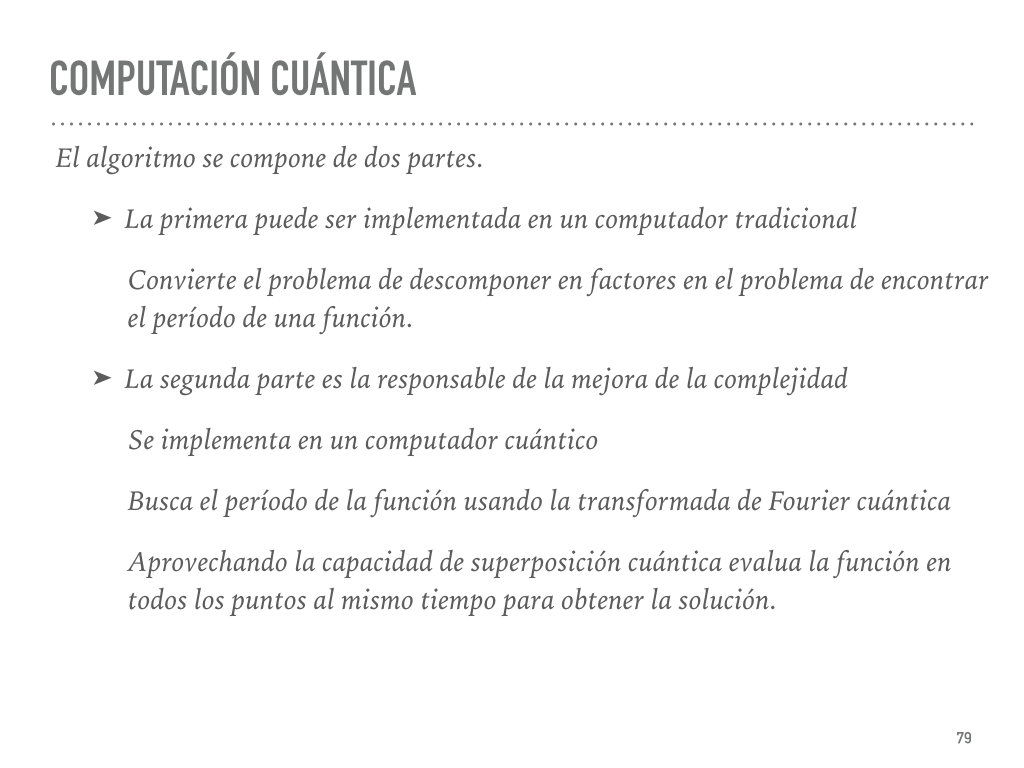 COMPUTACIÓN CUÁNTICA
El algoritmo se compone de dos partes.
➤ La primera puede ser implementada en un computador tradicional
Convierte el problema de descomponer en factores en el problema de encontrar
el período de una función.
➤ La segunda parte es la responsable de la mejora de la complejidad
Se implementa en un computador cuántico
Busca el período de la función usando la transformada de Fourier cuántica
Aprovechando la capacidad de superposición cuántica evalua la función en
todos los puntos al mismo tiempo para obtener la solución.
79